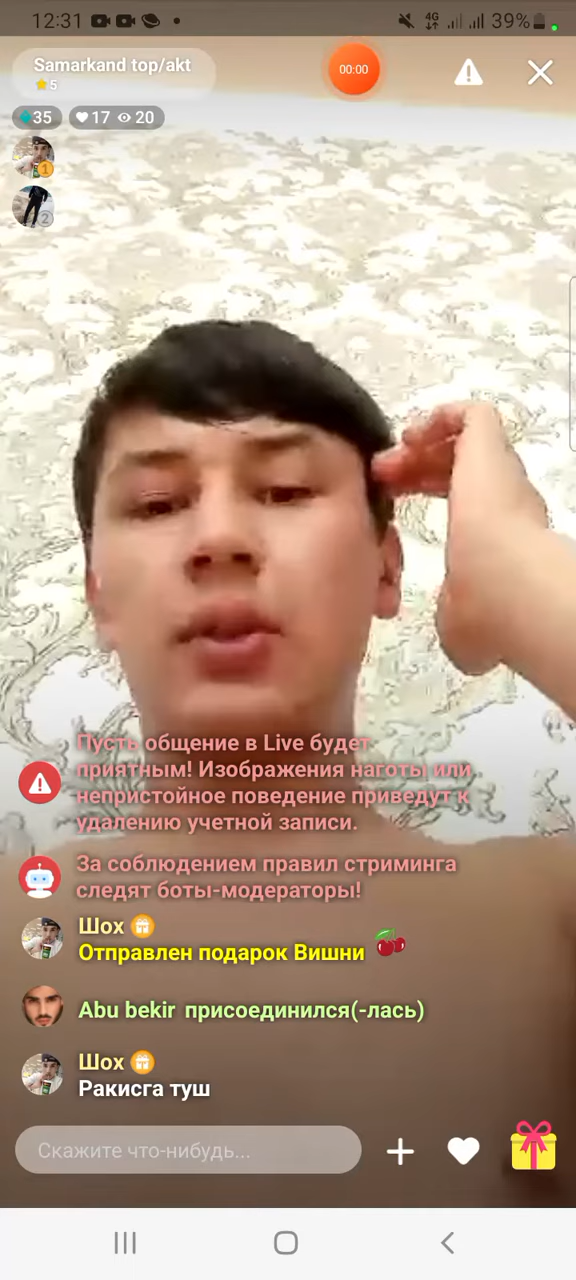 12:31
4G
39%
Samarkand top/akt
5
00:00
35
17
20
1
2
Пусть общение в Live будет
приятным! Изображения наготы или
непристойное поведение приведут к
удалению учетной записи.
За соблюдением правил стриминга
следят боты-модераторы!
Шох
Отправлен подарок Вишни
Abu bekir присоединился(-лась)
Шох
Ракисга туш
Скажите что-нибудь...